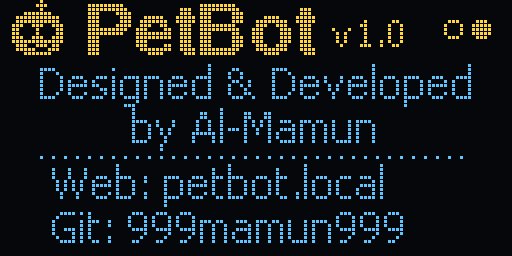 PetBot v1.0
Designed & Developed
by Al-Mamun
Web: petbot.local
Git: 999mamun999